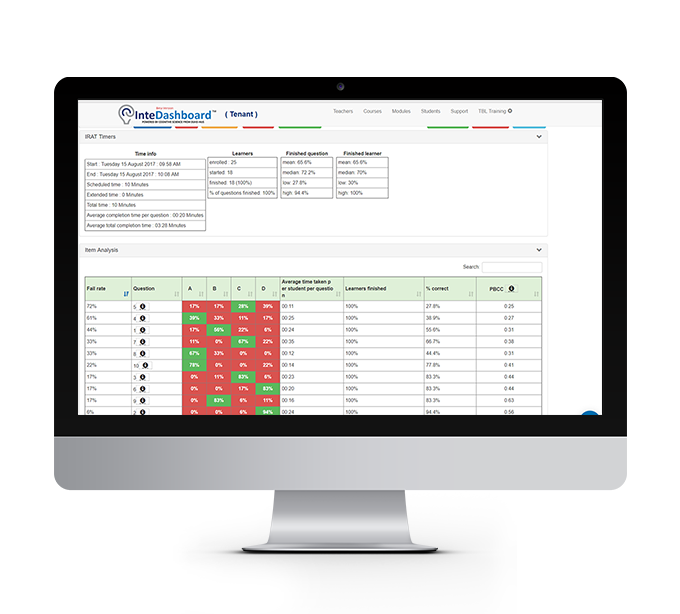 InteDashboard™ ( Tenant ) Teachers Courses Modules Students Support TBL Training
POWERED BY COGNITIVE SCIENCE FROM DUKE-NUS
IRAT Timers
Time info
Start : Tuesday 15 August 2017 : 09:58 AM
End : Tuesday 15 August 2017 : 10:08 AM
Scheduled time : 10 Minutes
Extended time : 0 Minutes
Total time : 10 Minutes
Average completion time per question : 00:20 Minutes
Average total completion time : 03:28 Minutes
Learners
enrolled : 25
started: 18
finished: 18 (100%)
% of questions finished: 100%
Finished question
mean: 65.6%
median: 72.2%
low: 27.8%
high: 94.4%
Finished learner
mean: 65.6%
median: 70%
low: 30%
high: 100%
Item Analysis
Search:
Fail rate Question A B C D Average time taken p
er student per questio
n Learners finished % correct PBCC
72% 5 17% 17% 28% 39% 00:11 100% 27.8% 0.25
61% 4 39% 33% 11% 17% 00:25 100% 38.9% 0.27
44% 1 17% 56% 22% 6% 00:24 100% 55.6% 0.31
33% 7 11% 0% 67% 22% 00:35 100% 66.7% 0.38
33% 8 67% 33% 0% 0% 00:12 100% 44.4% 0.31
22% 10 78% 0% 0% 22% 00:14 100% 77.8% 0.41
17% 3 0% 11% 83% 6% 00:23 100% 83.3% 0.44
17% 6 0% 0% 17% 83% 00:20 100% 83.3% 0.44
17% 9 0% 83% 6% 11% 00:16 100% 83.3% 0.63
6% 2 0% 0% 6% 94% 00:24 100% 94.4% 0.56